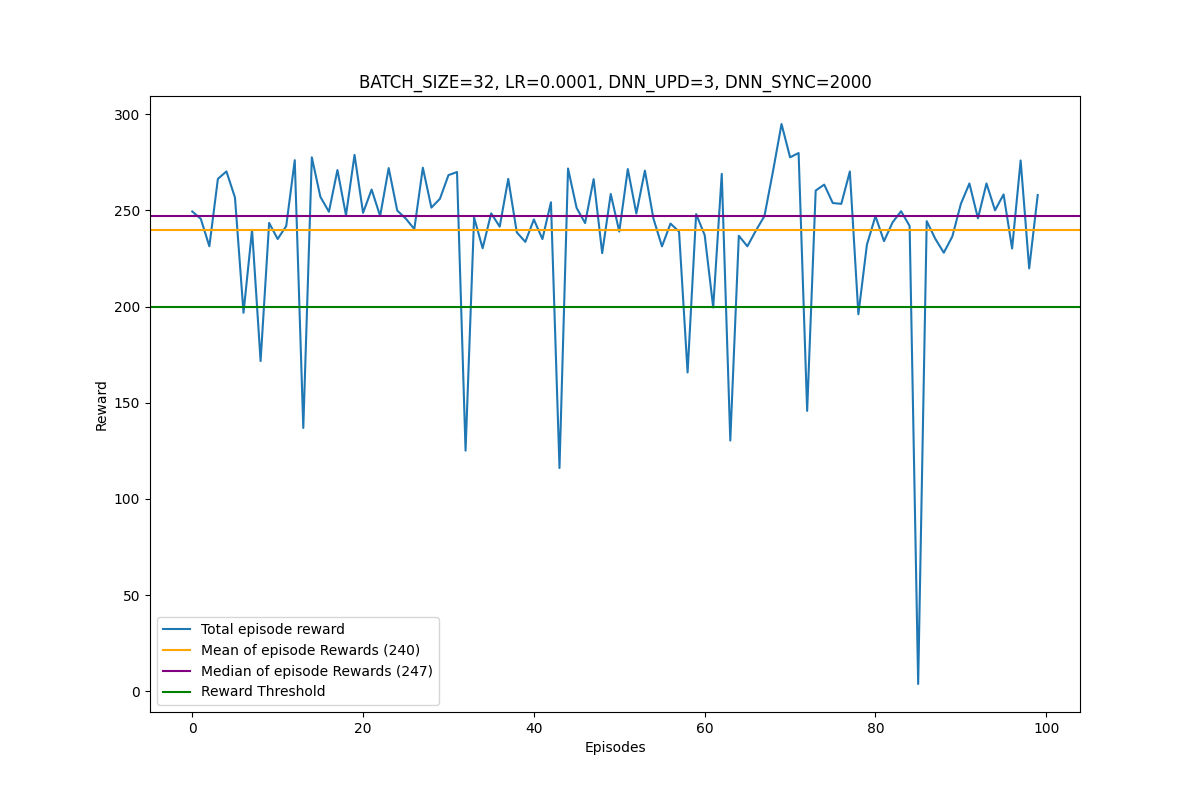 BATCH_SIZE=32, LR=0.0001, DNN_UPD=3, DNN_SYNC=2000
300
250
200
150
100
50
0
Reward
Total episode reward
Mean of episode Rewards (240)
Median of episode Rewards (247)
Reward Threshold
0 20 40 60 80 100
Episodes